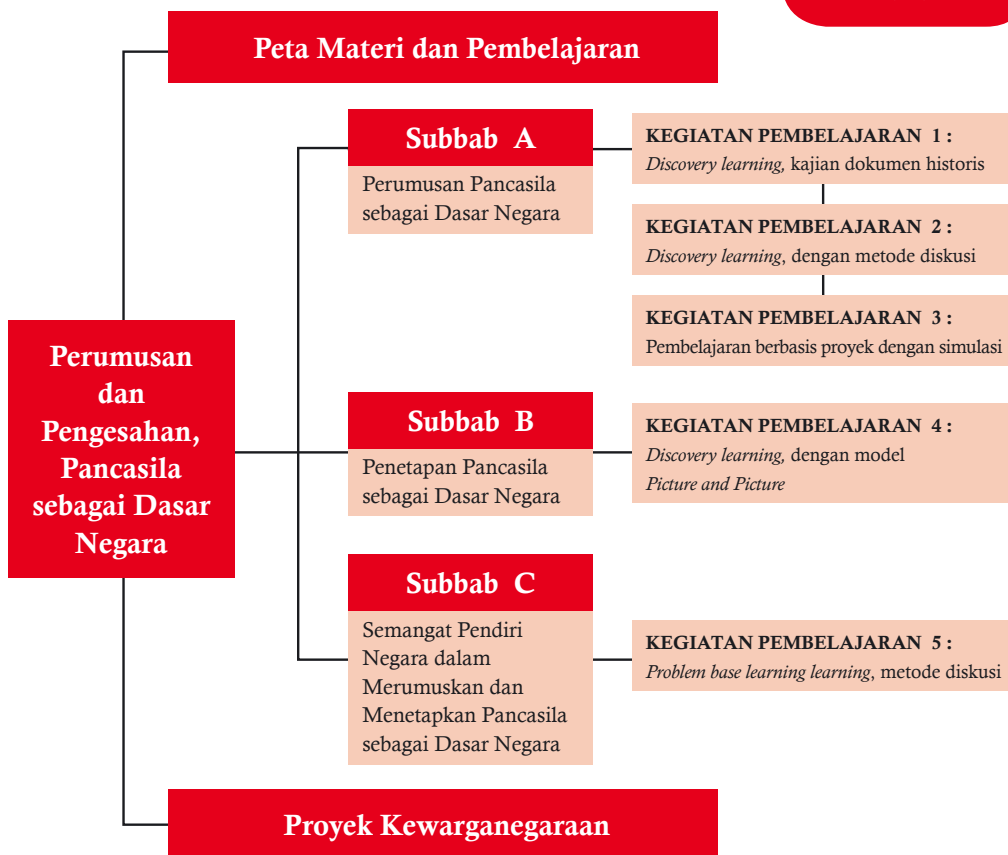 Peta Materi dan Pembelajaran
Perumusan
dan
Pengesahan,
Pancasila
sebagai Dasar
Negara
Subbab A
Perumusan Pancasila
sebagai Dasar Negara
KEGIATAN PEMBELAJARAN 1 :
Discovery learning, kajian dokumen historis
KEGIATAN PEMBELAJARAN 2 :
Discovery learning, dengan metode diskusi
KEGIATAN PEMBELAJARAN 3 :
Pembelajaran berbasis proyek dengan simulasi
Subbab B
Penetapan Pancasila
sebagai Dasar Negara
KEGIATAN PEMBELAJARAN 4 :
Discovery learning, dengan model
Picture and Picture
Subbab C
Semangat Pendiri
Negara dalam
Merumuskan dan
Menetapkan Pancasila
sebagai Dasar Negara
KEGIATAN PEMBELAJARAN 5 :
Problem base learning learning, metode diskusi
Proyek Kewarganegaraan